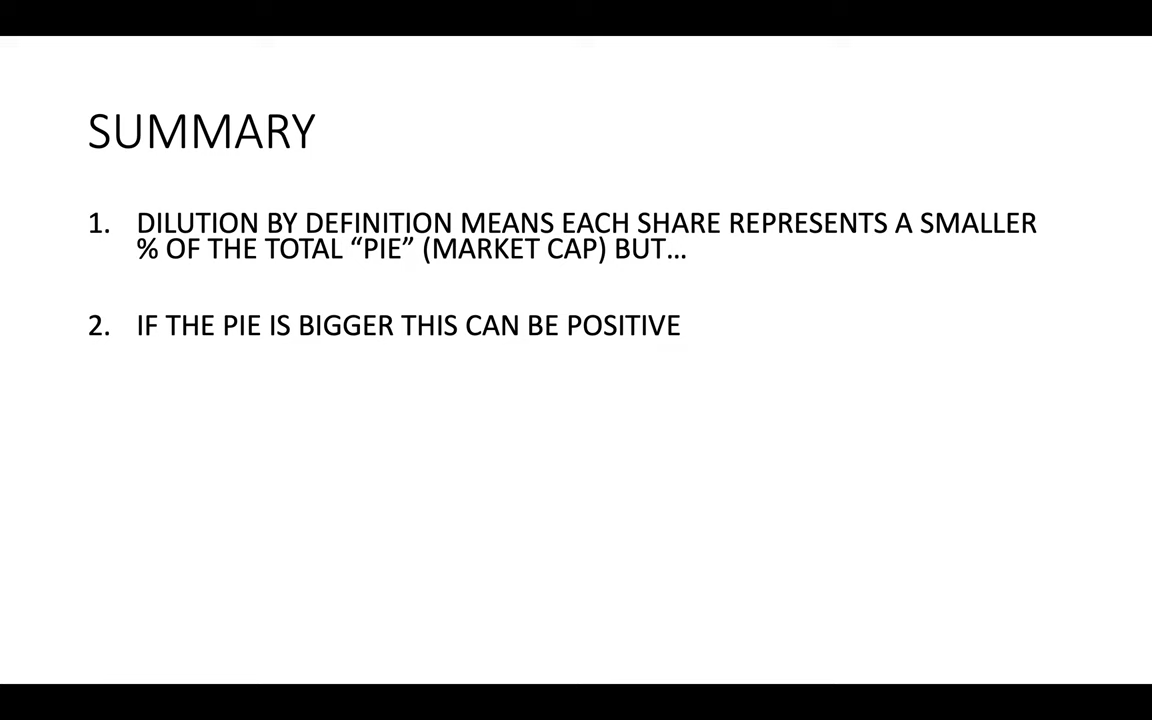 SUMMARY
1. DILUTION BY DEFINITION MEANS EACH SHARE REPRESENTS A SMALLER
% OF THE TOTAL “PIE” (MARKET CAP) BUT…
2. IF THE PIE IS BIGGER THIS CAN BE POSITIVE